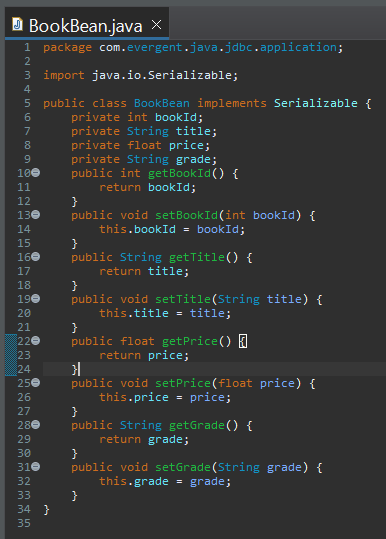 BookBean.java
1 package com.evergent.java.jdbc.application;
2
3 import java.io.Serializable;
4
5 public class BookBean implements Serializable {
6     private int bookId;
7     private String title;
8     private float price;
9     private String grade;
10     public int getBookId() {
11         return bookId;
12     }
13     public void setBookId(int bookId) {
14         this.bookId = bookId;
15     }
16     public String getTitle() {
17         return title;
18     }
19     public void setTitle(String title) {
20         this.title = title;
21     }
22     public float getPrice() {
23         return price;
24     }
25     public void setPrice(float price) {
26         this.price = price;
27     }
28     public String getGrade() {
29         return grade;
30     }
31     public void setGrade(String grade) {
32         this.grade = grade;
33     }
34 }
35